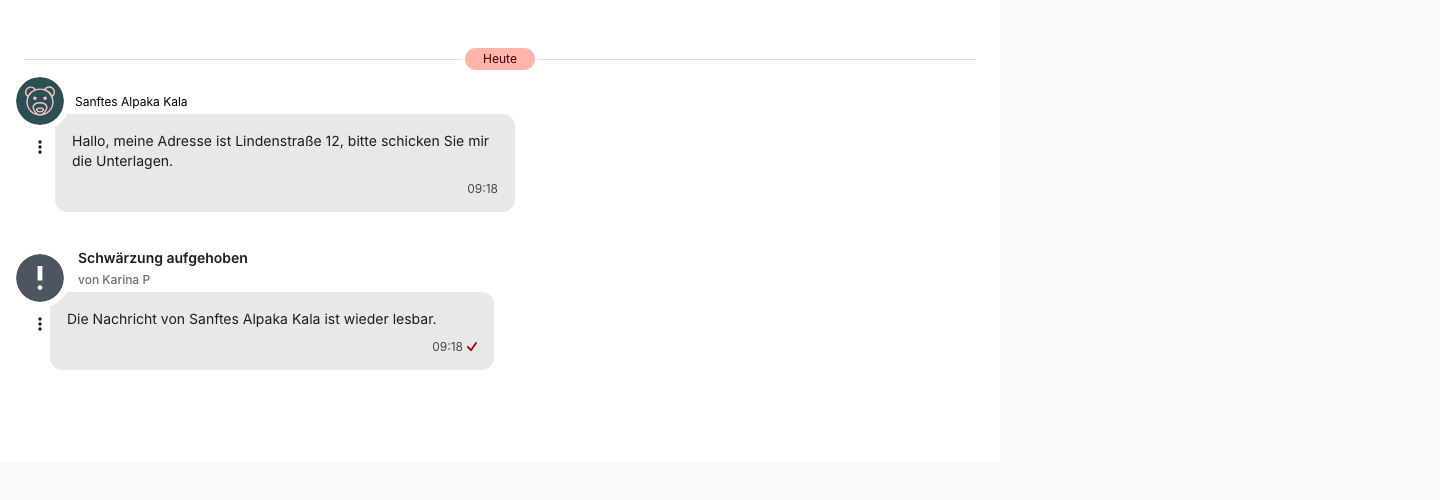 Heute
Sanftes Alpaka Kala
Hallo, meine Adresse ist Lindenstraße 12, bitte schicken Sie mir
die Unterlagen.
09:18
Schwärzung aufgehoben
von Karina P
Die Nachricht von Sanftes Alpaka Kala ist wieder lesbar.
09:18